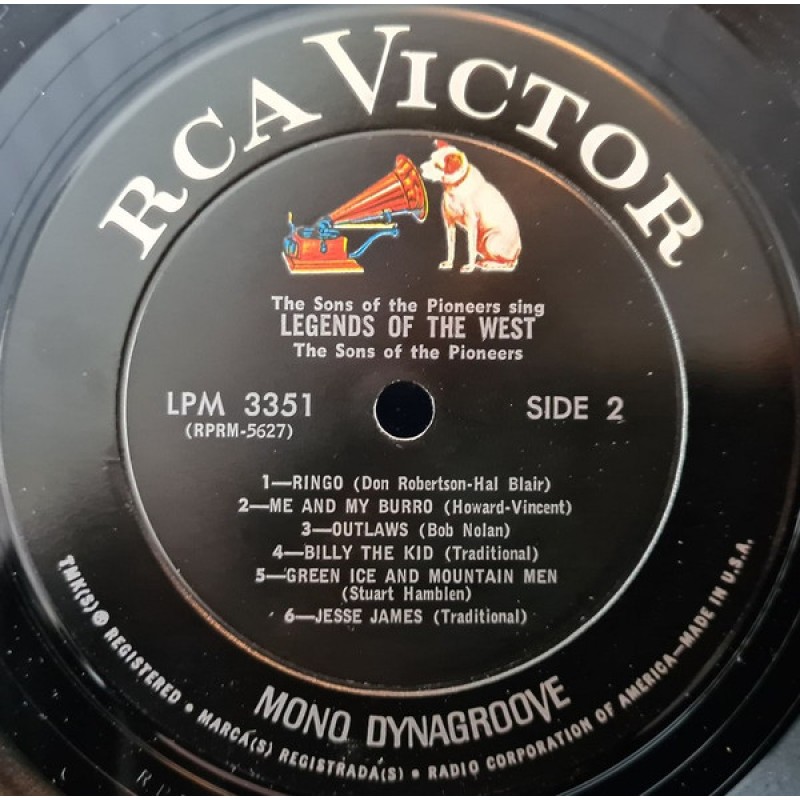 RCA VICTOR
The Sons of the Pioneers sing
LEGENDS OF THE WEST
The Sons of the Pioneers
LPM 3351
SIDE 2
(RPRM-5627)
1—RINGO (Don Robertson-Hal Blair)
2—ME AND MY BURRO (Howard-Vincent)
3—OUTLAWS (Bob Nolan)
4—BILLY THE KID (Traditional)
5—GREEN ICE AND MOUNTAIN MEN
(Stuart Hamblen)
6—JESSE JAMES (Traditional)
MONO DYNAGROOVE
TMK(S) ® REGISTERED • MARCA(S) REGISTRADA(S) • RADIO CORPORATION OF AMERICA—MADE IN U.S.A.